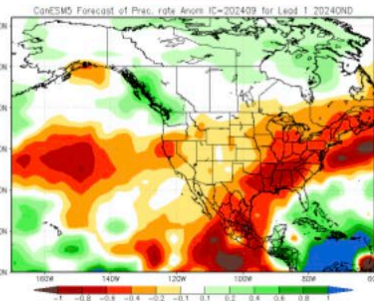 CanESM5 Forecast of Prec. rate Anom IC=202409 for Lead 1 2024OND
160W 140W 120W 100W 80W
-1 -0.8 -0.6 -0.4 -0.2 -0.1 0.1 0.2 0.4 0.6 0.8 1